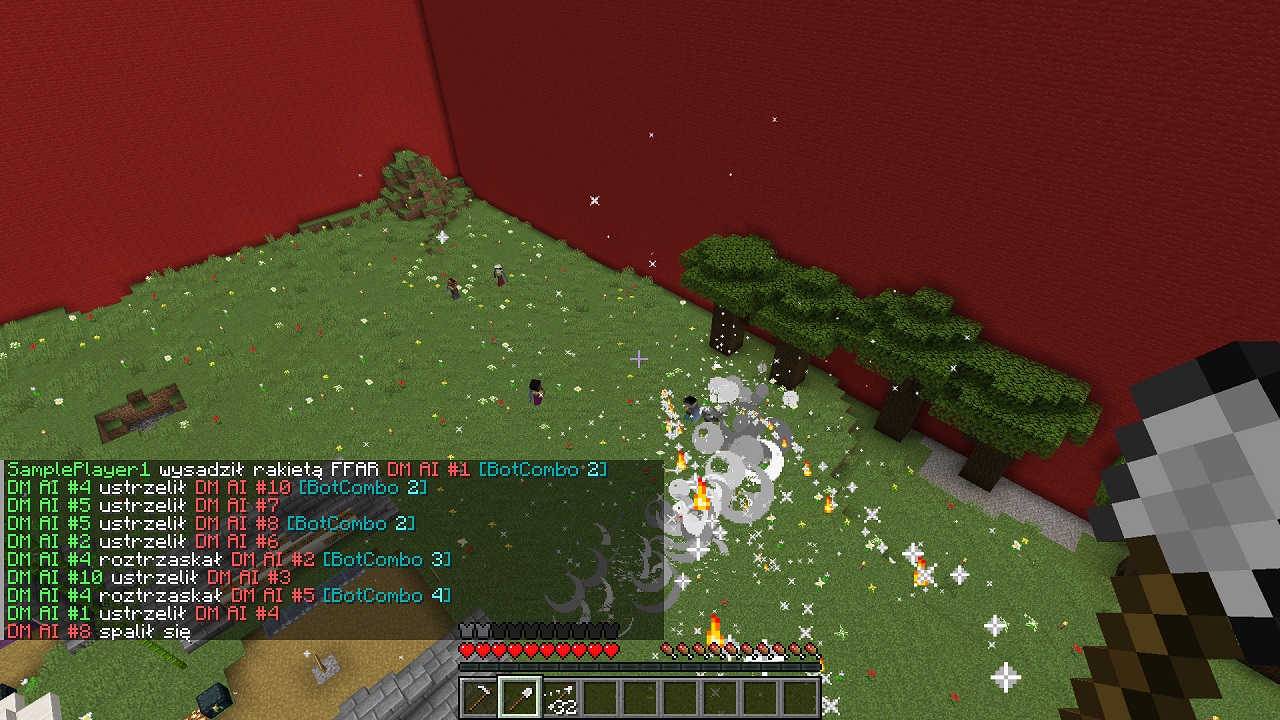 SamplePlayer1 wysadził rakietą FFAR DM AI #1 [BotCombo 2]
DM AI #4 ustrzelił DM AI #10 [BotCombo 2]
DM AI #5 ustrzelił DM AI #7
DM AI #5 ustrzelił DM AI #8 [BotCombo 2]
DM AI #2 ustrzelił DM AI #6
DM AI #4 roztrzaskał DM AI #2 [BotCombo 3]
DM AI #10 ustrzelił DM AI #3
DM AI #4 roztrzaskał DM AI #5 [BotCombo 4]
DM AI #1 ustrzelił DM AI #4
DM AI #8 spalił się
32